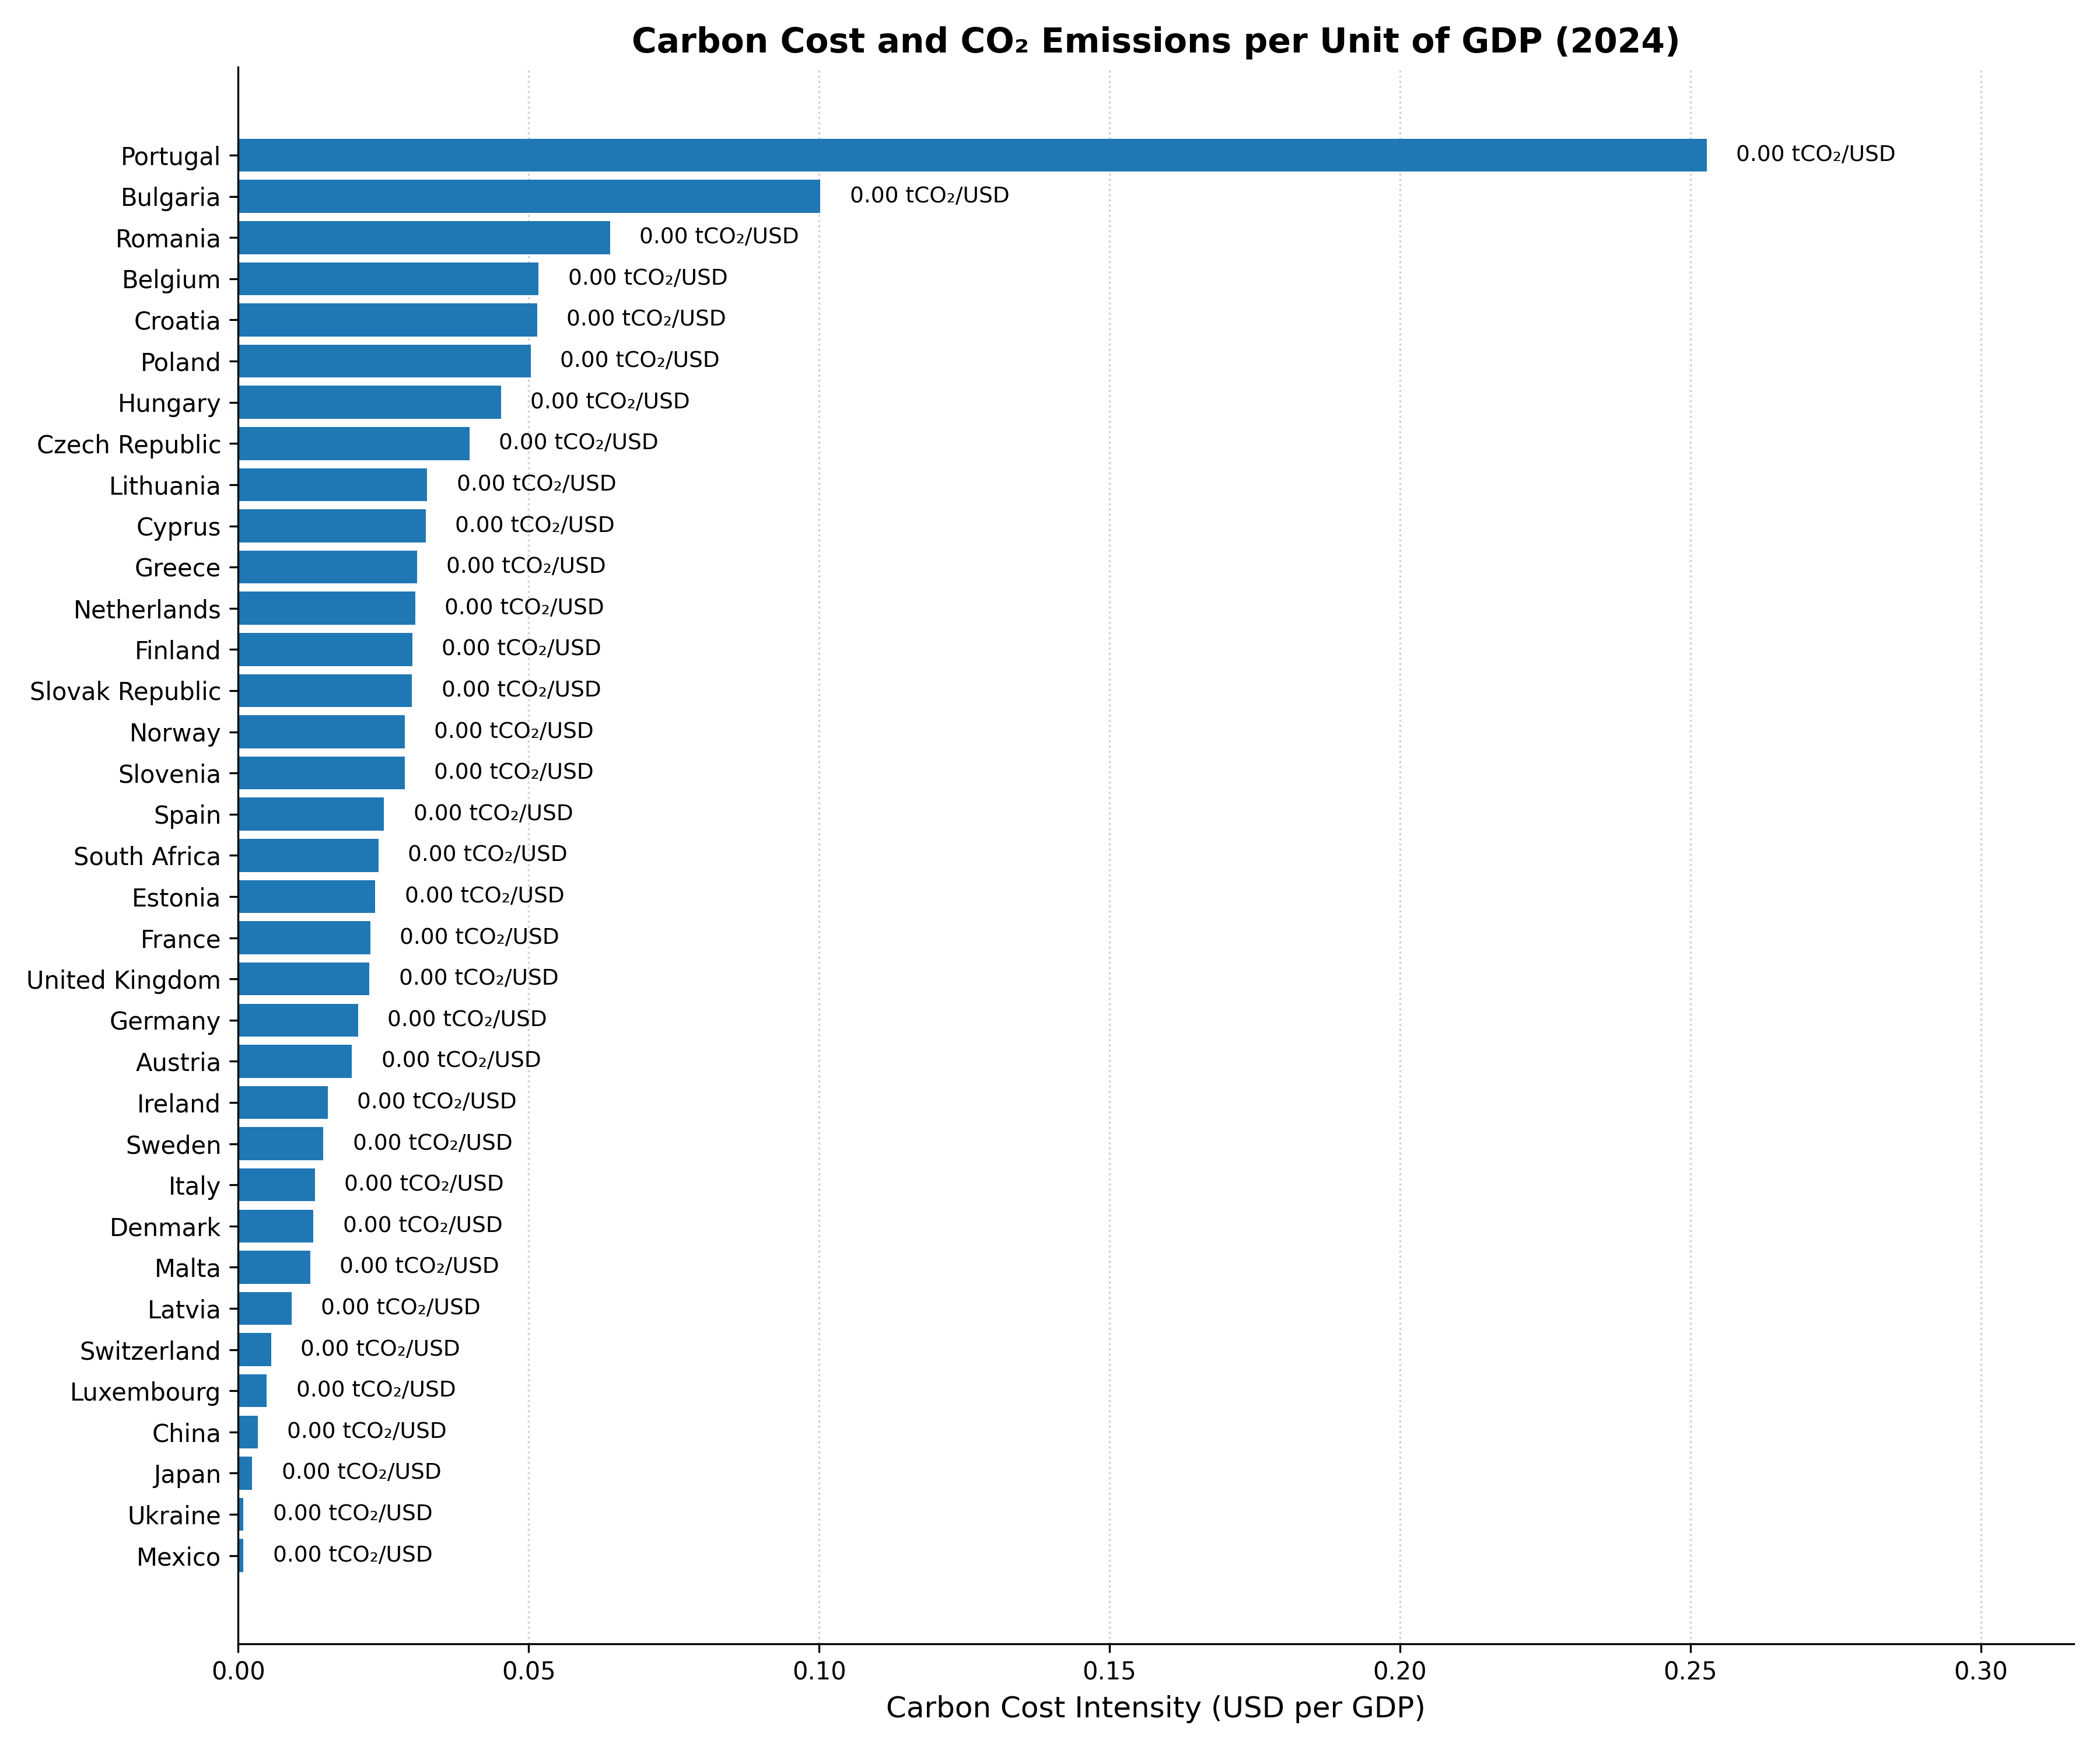 Carbon Cost and CO₂ Emissions per Unit of GDP (2024)
Portugal 0.00 tCO₂/USD
Bulgaria 0.00 tCO₂/USD
Romania 0.00 tCO₂/USD
Belgium 0.00 tCO₂/USD
Croatia 0.00 tCO₂/USD
Poland 0.00 tCO₂/USD
Hungary 0.00 tCO₂/USD
Czech Republic 0.00 tCO₂/USD
Lithuania 0.00 tCO₂/USD
Cyprus 0.00 tCO₂/USD
Greece 0.00 tCO₂/USD
Netherlands 0.00 tCO₂/USD
Finland 0.00 tCO₂/USD
Slovak Republic 0.00 tCO₂/USD
Norway 0.00 tCO₂/USD
Slovenia 0.00 tCO₂/USD
Spain 0.00 tCO₂/USD
South Africa 0.00 tCO₂/USD
Estonia 0.00 tCO₂/USD
France 0.00 tCO₂/USD
United Kingdom 0.00 tCO₂/USD
Germany 0.00 tCO₂/USD
Austria 0.00 tCO₂/USD
Ireland 0.00 tCO₂/USD
Sweden 0.00 tCO₂/USD
Italy 0.00 tCO₂/USD
Denmark 0.00 tCO₂/USD
Malta 0.00 tCO₂/USD
Latvia 0.00 tCO₂/USD
Switzerland 0.00 tCO₂/USD
Luxembourg 0.00 tCO₂/USD
China 0.00 tCO₂/USD
Japan 0.00 tCO₂/USD
Ukraine 0.00 tCO₂/USD
Mexico 0.00 tCO₂/USD
0.00 0.05 0.10 0.15 0.20 0.25 0.30
Carbon Cost Intensity (USD per GDP)